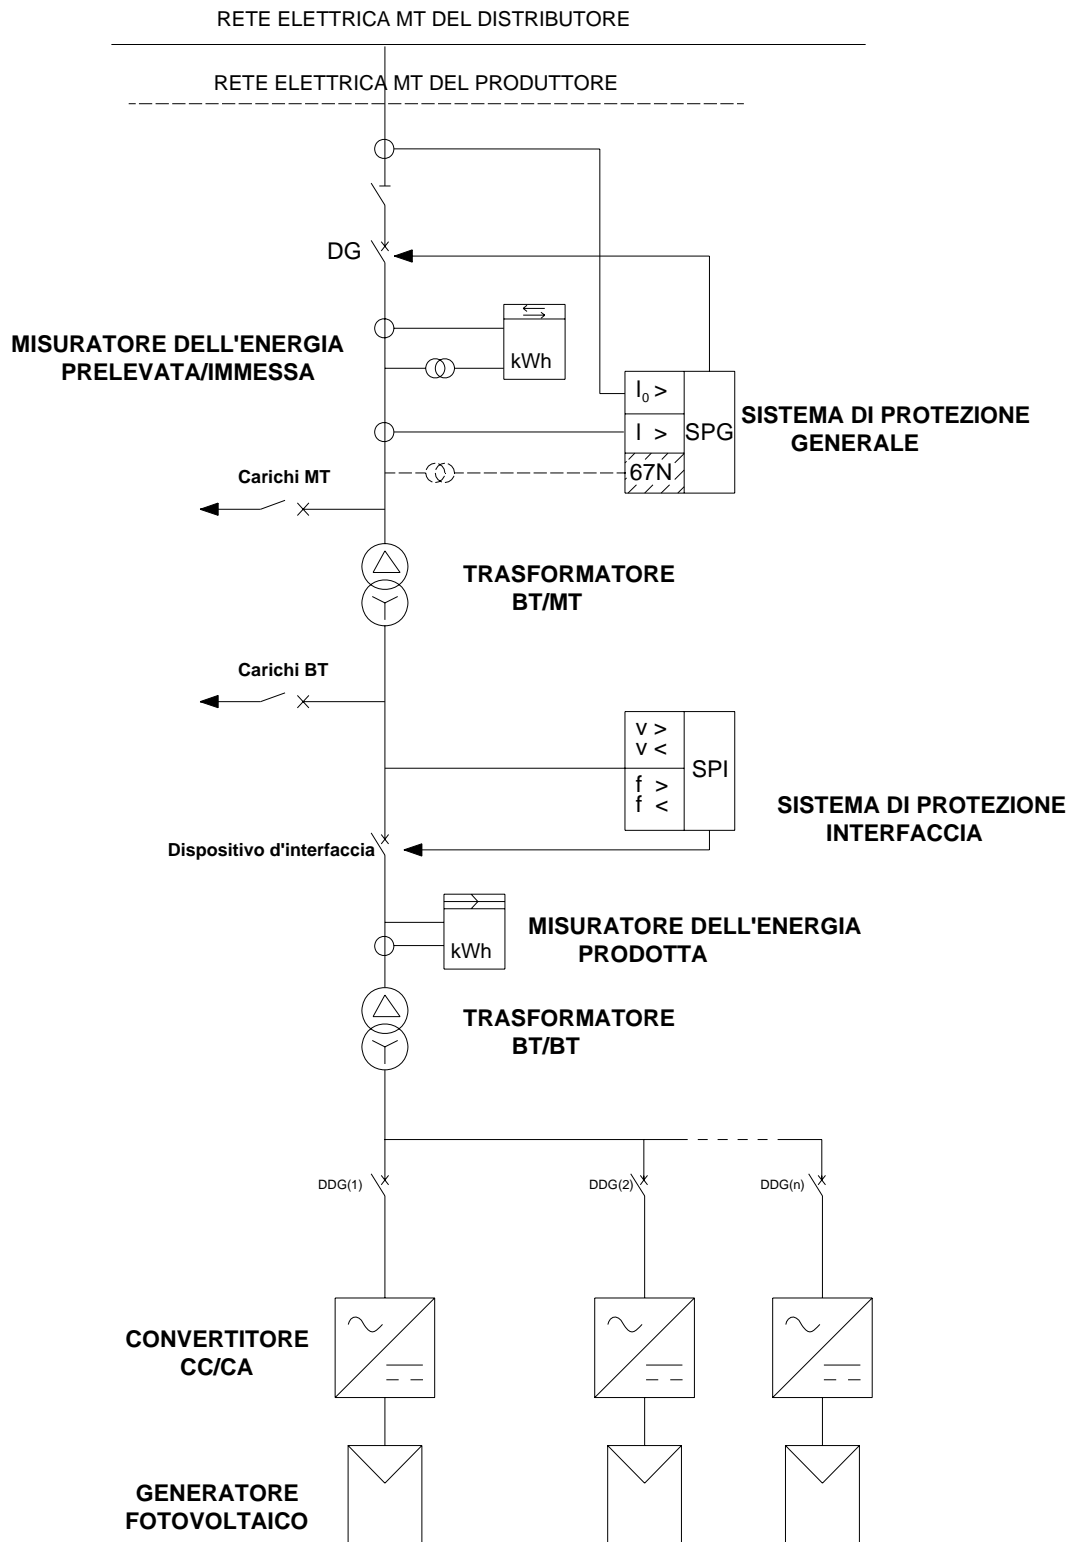 RETE ELETTRICA MT DEL DISTRIBUTORE
RETE ELETTRICA MT DEL PRODUTTORE
DG
MISURATORE DELL'ENERGIA
PRELEVATA/IMMESSA
kWh
I0 >
I >
67N
SPG
SISTEMA DI PROTEZIONE
GENERALE
Carichi MT
TRASFORMATORE
BT/MT
Carichi BT
v >
v <
f >
f <
SPI
SISTEMA DI PROTEZIONE
INTERFACCIA
Dispositivo d'interfaccia
kWh
MISURATORE DELL'ENERGIA
PRODOTTA
TRASFORMATORE
BT/BT
DDG(1)
DDG(2)
DDG(n)
CONVERTITORE
CC/CA
GENERATORE
FOTOVOLTAICO